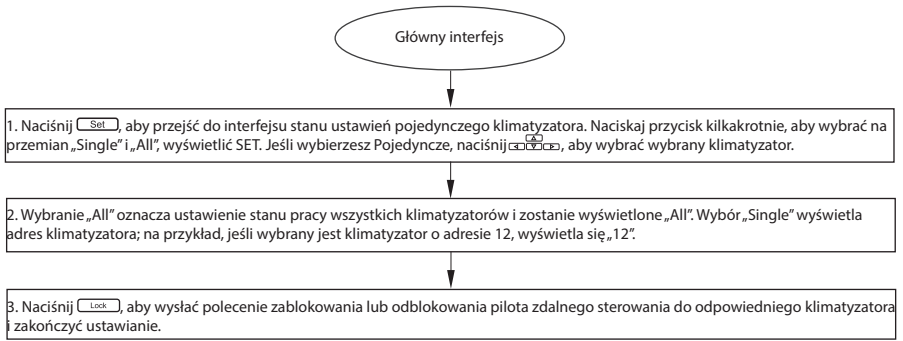 Główny interfejs
1. Naciśnij Set, aby przejść do interfejsu stanu ustawień pojedynczego klimatyzatora. Naciskaj przycisk kilkakrotnie, aby wybrać na
przemian „Single” i „All”, wyświetlić SET. Jeśli wybierzesz Pojedyncze, naciśnij ◁△▽▷, aby wybrać wybrany klimatyzator.
2. Wybranie „All” oznacza ustawienie stanu pracy wszystkich klimatyzatorów i zostanie wyświetlone „All”. Wybór „Single” wyświetla
adres klimatyzatora; na przykład, jeśli wybrany jest klimatyzator o adresie 12, wyświetla się „12”.
3. Naciśnij Lock, aby wysłać polecenie zablokowania lub odblokowania pilota zdalnego sterowania do odpowiedniego klimatyzatora
i zakończyć ustawianie.